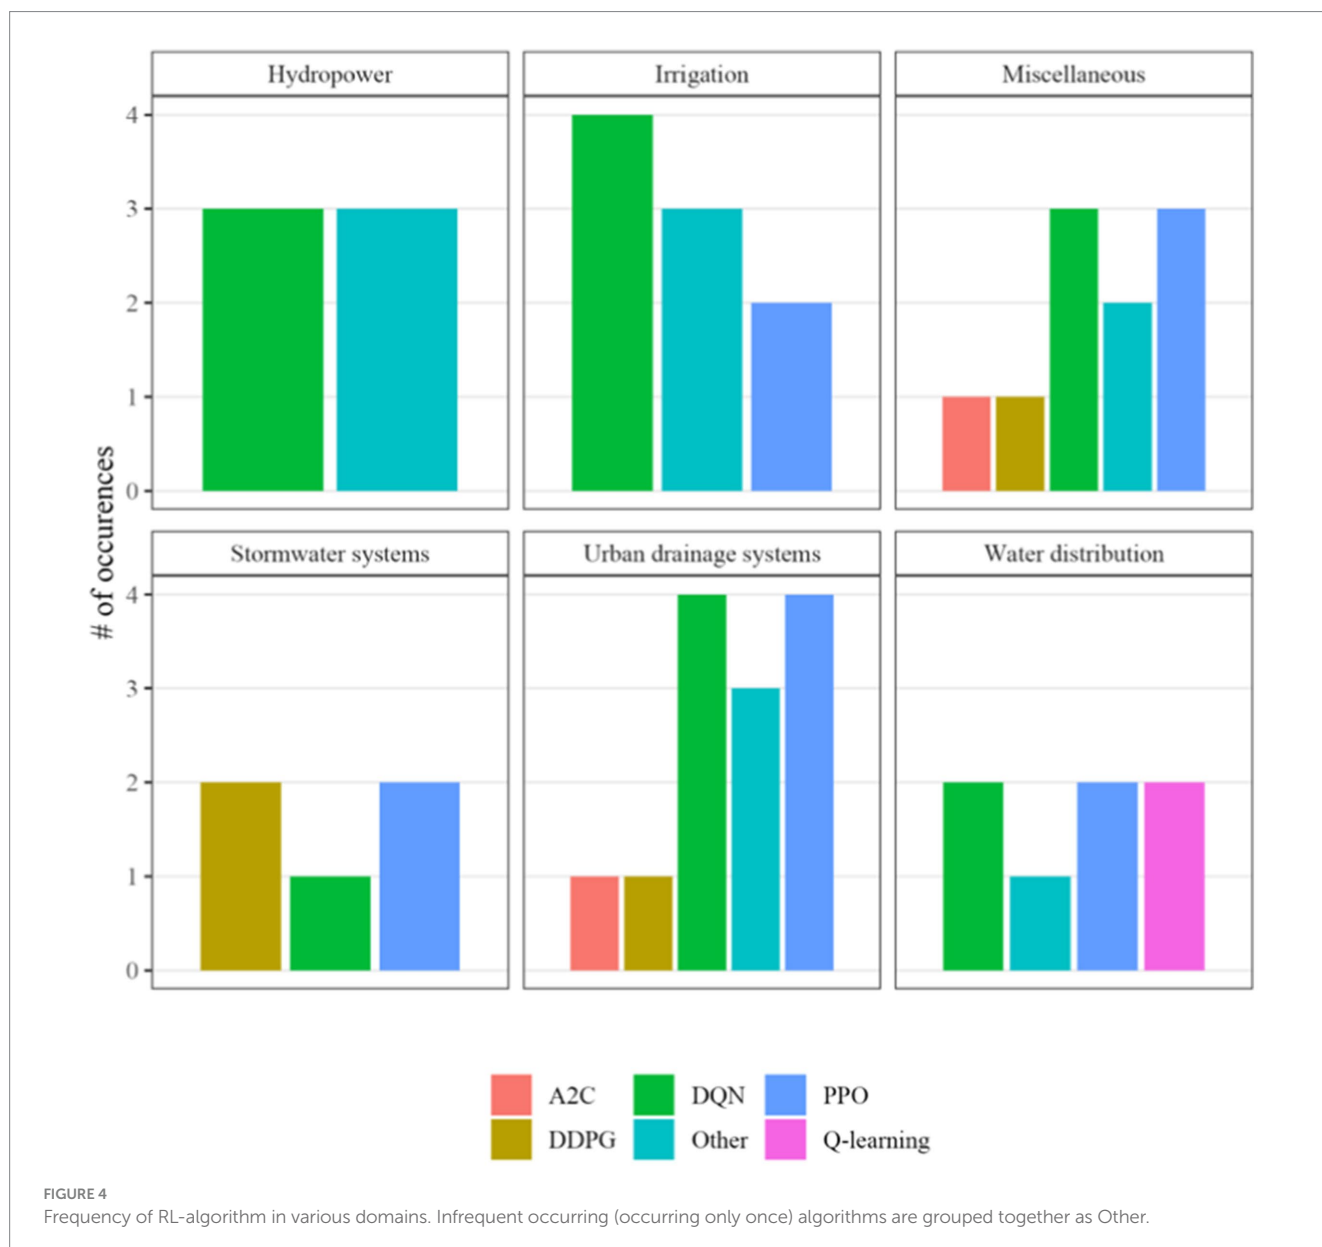 Hydropower
Irrigation
Miscellaneous
4
3
2
1
0
# of occurences
Stormwater systems
Urban drainage systems
Water distribution
4
3
2
1
0
A2C
DQN
PPO
DDPG
Other
Q-learning
FIGURE 4
Frequency of RL-algorithm in various domains. Infrequent occurring (occurring only once) algorithms are grouped together as Other.